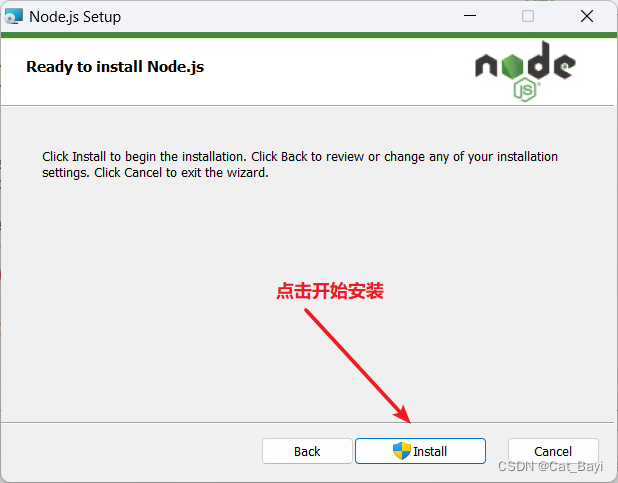 Node.js Setup
Ready to install Node.js
node
JS
Click Install to begin the installation. Click Back to review or change any of your installation
settings. Click Cancel to exit the wizard.
点击开始安装
Back
Install
Cancel
CSDN @Cat_Bayi